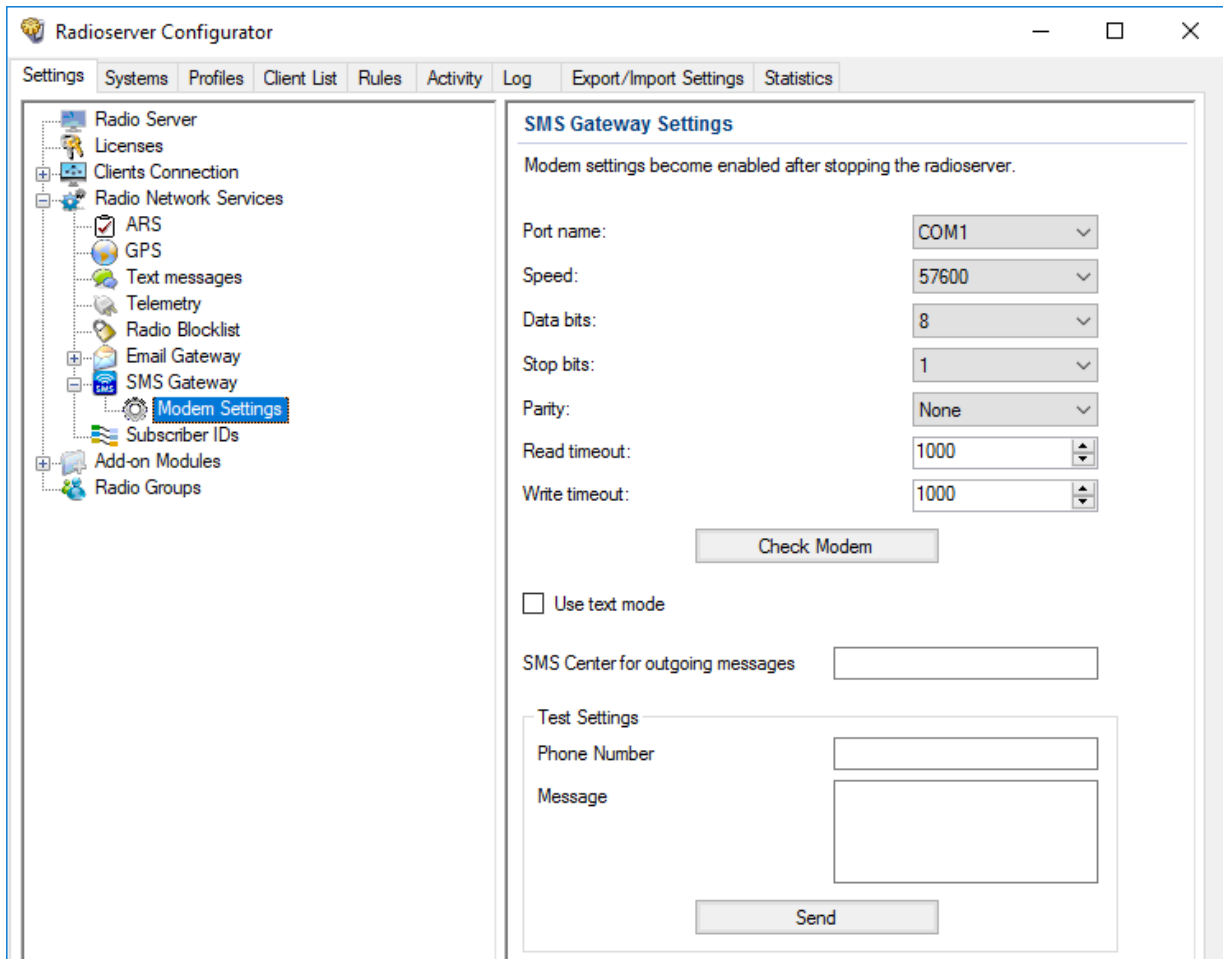 Radioserver Configurator
Settings Systems Profiles Client List Rules Activity Log Export/Import Settings Statistics
Radio Server
Licenses
Clients Connection
Radio Network Services
ARS
GPS
Text messages
Telemetry
Radio Blocklist
Email Gateway
SMS
SMS Gateway
Modem Settings
Subscriber IDs
Add-on Modules
Radio Groups
SMS Gateway Settings
Modem settings become enabled after stopping the radioserver.
Port name: COM1
Speed: 57600
Data bits: 8
Stop bits: 1
Parity: None
Read timeout: 1000
Write timeout: 1000
Check Modem
Use text mode
SMS Center for outgoing messages
Test Settings
Phone Number
Message
Send